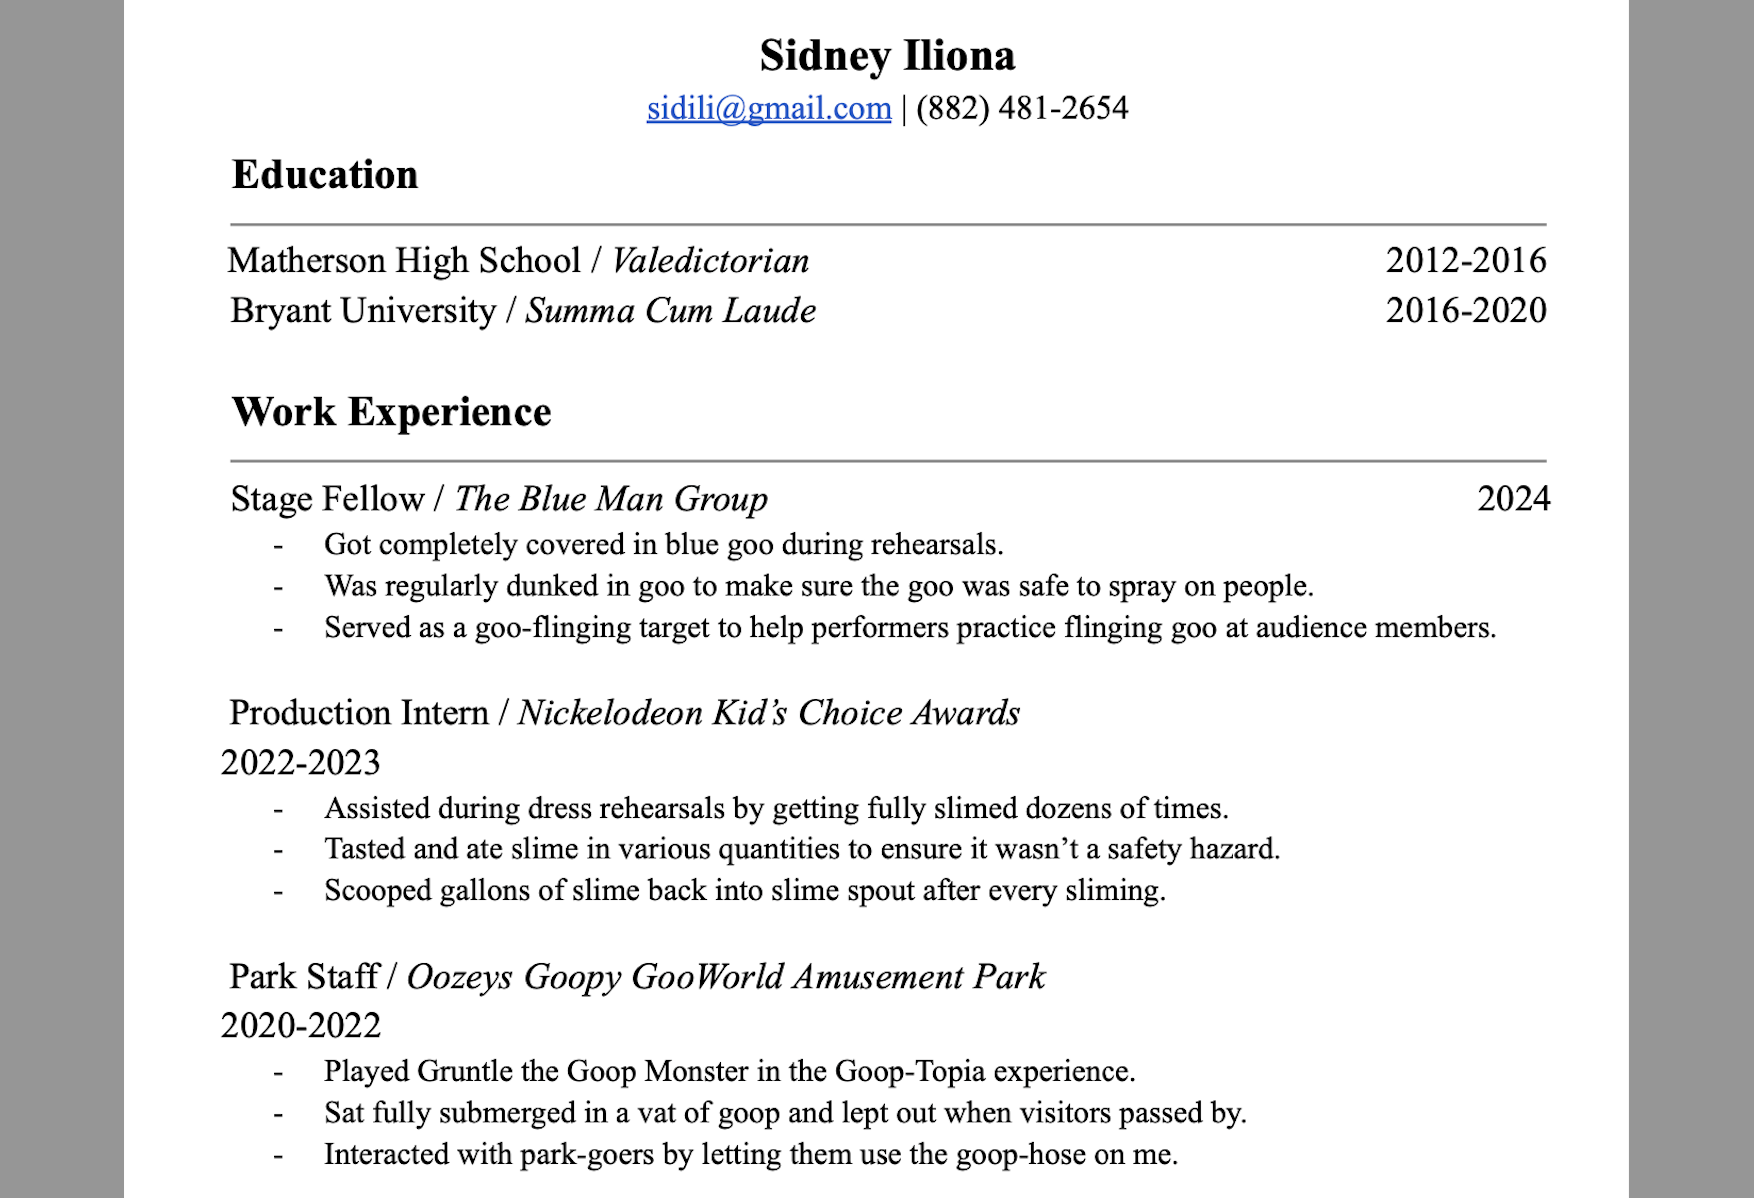 Sidney Iliona
sidili@gmail.com | (882) 481-2654
Education
Matherson High School / Valedictorian 2012-2016
Bryant University / Summa Cum Laude 2016-2020
Work Experience
Stage Fellow / The Blue Man Group 2024
- Got completely covered in blue goo during rehearsals.
- Was regularly dunked in goo to make sure the goo was safe to spray on people.
- Served as a goo-flinging target to help performers practice flinging goo at audience members.
Production Intern / Nickelodeon Kid’s Choice Awards
2022-2023
- Assisted during dress rehearsals by getting fully slimed dozens of times.
- Tasted and ate slime in various quantities to ensure it wasn’t a safety hazard.
- Scooped gallons of slime back into slime spout after every sliming.
Park Staff / Oozeys Goopy GooWorld Amusement Park
2020-2022
- Played Gruntle the Goop Monster in the Goop-Topia experience.
- Sat fully submerged in a vat of goop and lept out when visitors passed by.
- Interacted with park-goers by letting them use the goop-hose on me.